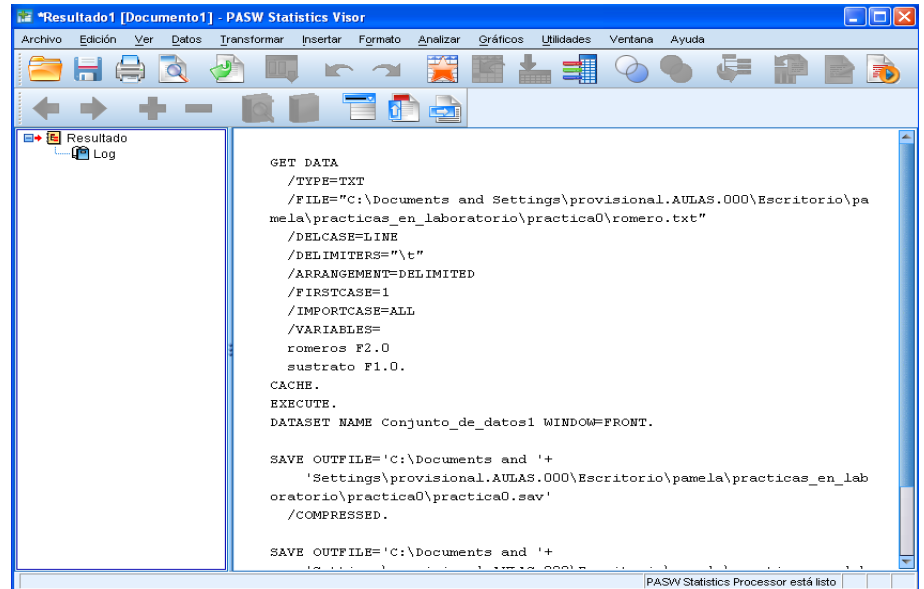 *Resultado1 [Documento1] - PASW Statistics Visor
Archivo Edición Ver Datos Transformar Insertar Formato Analizar Gráficos Utilidades Ventana Ayuda
Resultado
Log
GET DATA
/TYPE=TXT
/FILE="C:\Documents and Settings\provisional.AULAS.000\Escritorio\pa
mela\practicas_en_laboratorio\practica0\romero.txt"
/DELCASE=LINE
/DELIMITERS="\t"
/ARRANGEMENT=DELIMITED
/FIRSTCASE=1
/IMPORTCASE=ALL
/VARIABLES=
romeros F2.0
sustrato F1.0.
CACHE.
EXECUTE.
DATASET NAME Conjunto_de_datos1 WINDOW=FRONT.
SAVE OUTFILE='C:\Documents and '+
'Settings\provisional.AULAS.000\Escritorio\pamela\practicas_en_lab
oratorio\practica0\practica0.sav'
/COMPRESSED.
SAVE OUTFILE='C:\Documents and '+
PASW Statistics Processor está listo